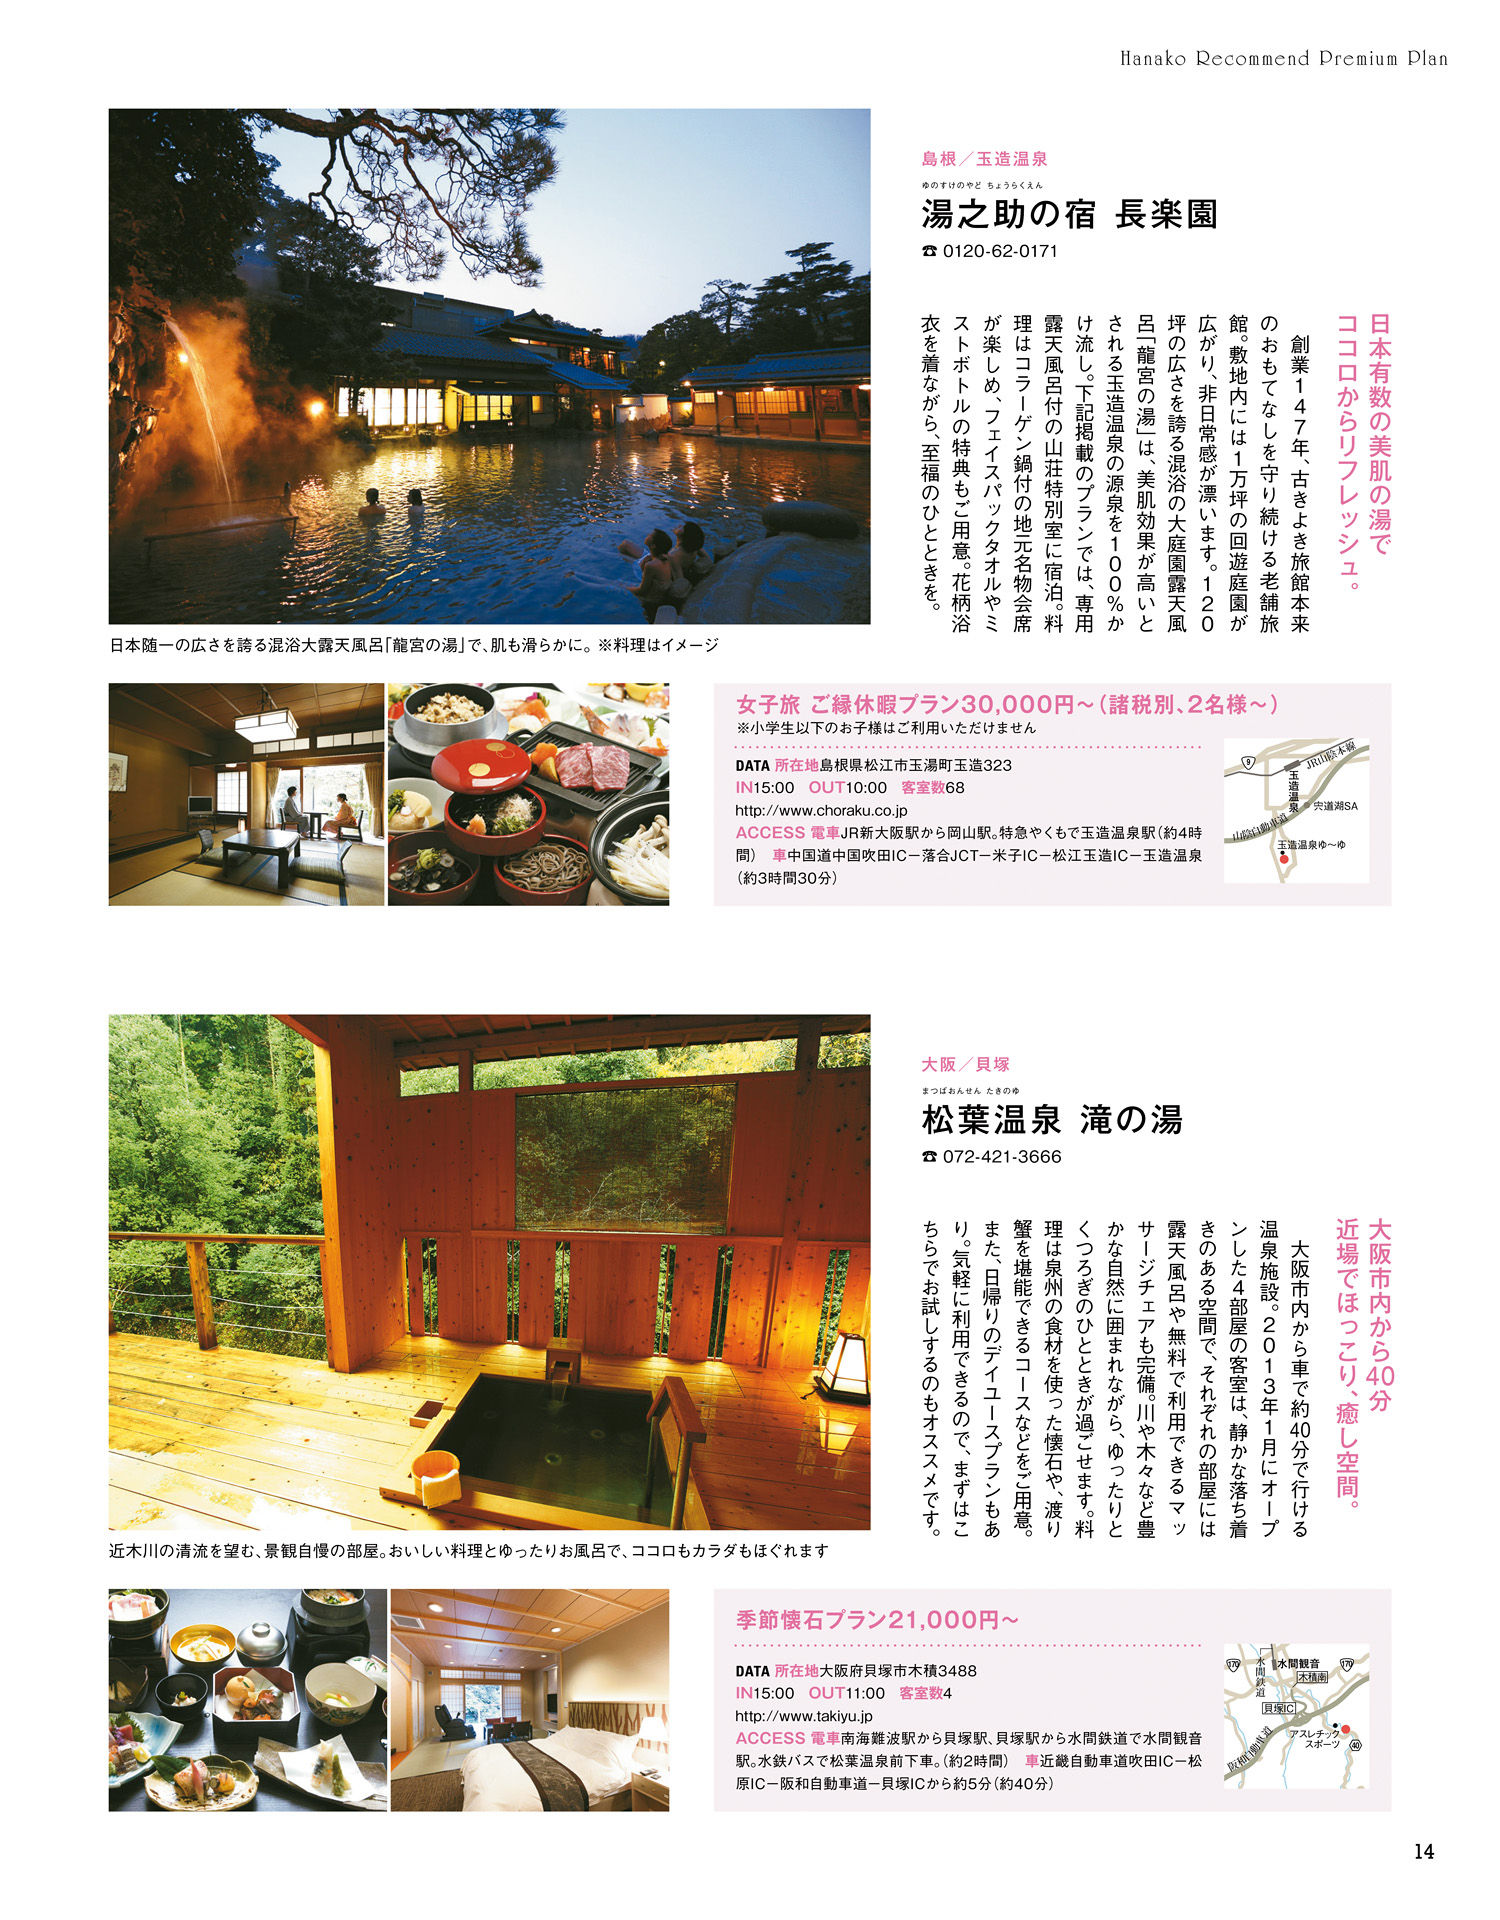 Hanako Recommend Premium Plan
島根／玉造温泉
ゆのすけのやど ちょうらくえん
湯之助の宿 長楽園
☎ 0120-62-0171
日本有数の美肌の湯で
ココロからリフレッシュ。
創業147年、古きよき旅館本来
のおもてなしを守り続ける老舗旅
館。敷地内には1万坪の回遊庭園が
広がり、非日常感が漂います。120
坪の広さを誇る混浴の大庭園露天風
呂「龍宮の湯」は、美肌効果が高いと
される玉造温泉の源泉を100%か
け流し。下記掲載のプランでは、専用
露天風呂付の山荘特別室に宿泊。料
理はコラーゲン鍋付の地元名物会席
が楽しめ、フェイスパックタオルやミ
ストボトルの特典もご用意。花柄浴
衣を着ながら、至福のひとときを。
日本随一の広さを誇る混浴大露天風呂「龍宮の湯」で、肌も滑らかに。※料理はイメージ
女子旅 ご縁休暇プラン30,000円〜（諸税別、2名様〜）
※小学生以下のお子様はご利用いただけません
DATA 所在地島根県松江市玉湯町玉造323
IN15:00 OUT10:00 客室数68
http://www.choraku.co.jp
ACCESS 電車JR新大阪駅から岡山駅。特急やくもで玉造温泉駅（約4時
間） 車中国道中国吹田IC－落合JCT－米子IC－松江玉造IC－玉造温泉
（約3時間30分）
9
JR山陰本線
玉造温泉
宍道湖SA
山陰自動車道
玉造温泉ゆ〜ゆ
大阪／貝塚
まつばおんせん たきのゆ
松葉温泉 滝の湯
☎ 072-421-3666
大阪市内から40分
近場でほっこり、癒し空間。
大阪市内から車で約40分で行ける
温泉施設。2013年1月にオープ
ンした4部屋の客室は、静かな落ち着
きのある空間で、それぞれの部屋には
露天風呂や無料で利用できるマッ
サージチェアも完備。川や木々など豊
かな自然に囲まれながら、ゆったりと
くつろぎのひとときが過ごせます。料
理は泉州の食材を使った懐石や、渡り
蟹を堪能できるコースなどをご用意。
また、日帰りのデイユースプランもあ
り。気軽に利用できるので、まずはこ
ちらでお試しするのもオススメです。
近木川の清流を望む、景観自慢の部屋。おいしい料理とゆったりお風呂で、ココロもカラダもほぐれます
季節懐石プラン21,000円〜
DATA 所在地大阪府貝塚市木積3488
IN15:00 OUT11:00 客室数4
http://www.takiyu.jp
ACCESS 電車南海難波駅から貝塚駅、貝塚駅から水間鉄道で水間観音
駅。水鉄バスで松葉温泉前下車。（約2時間） 車近畿自動車道吹田IC－松
原IC－阪和自動車道－貝塚ICから約5分（約40分）
170
水間鉄道
水間観音
170
木積南
貝塚IC
アスレチック
スポーツ
40
阪和自動車道
14